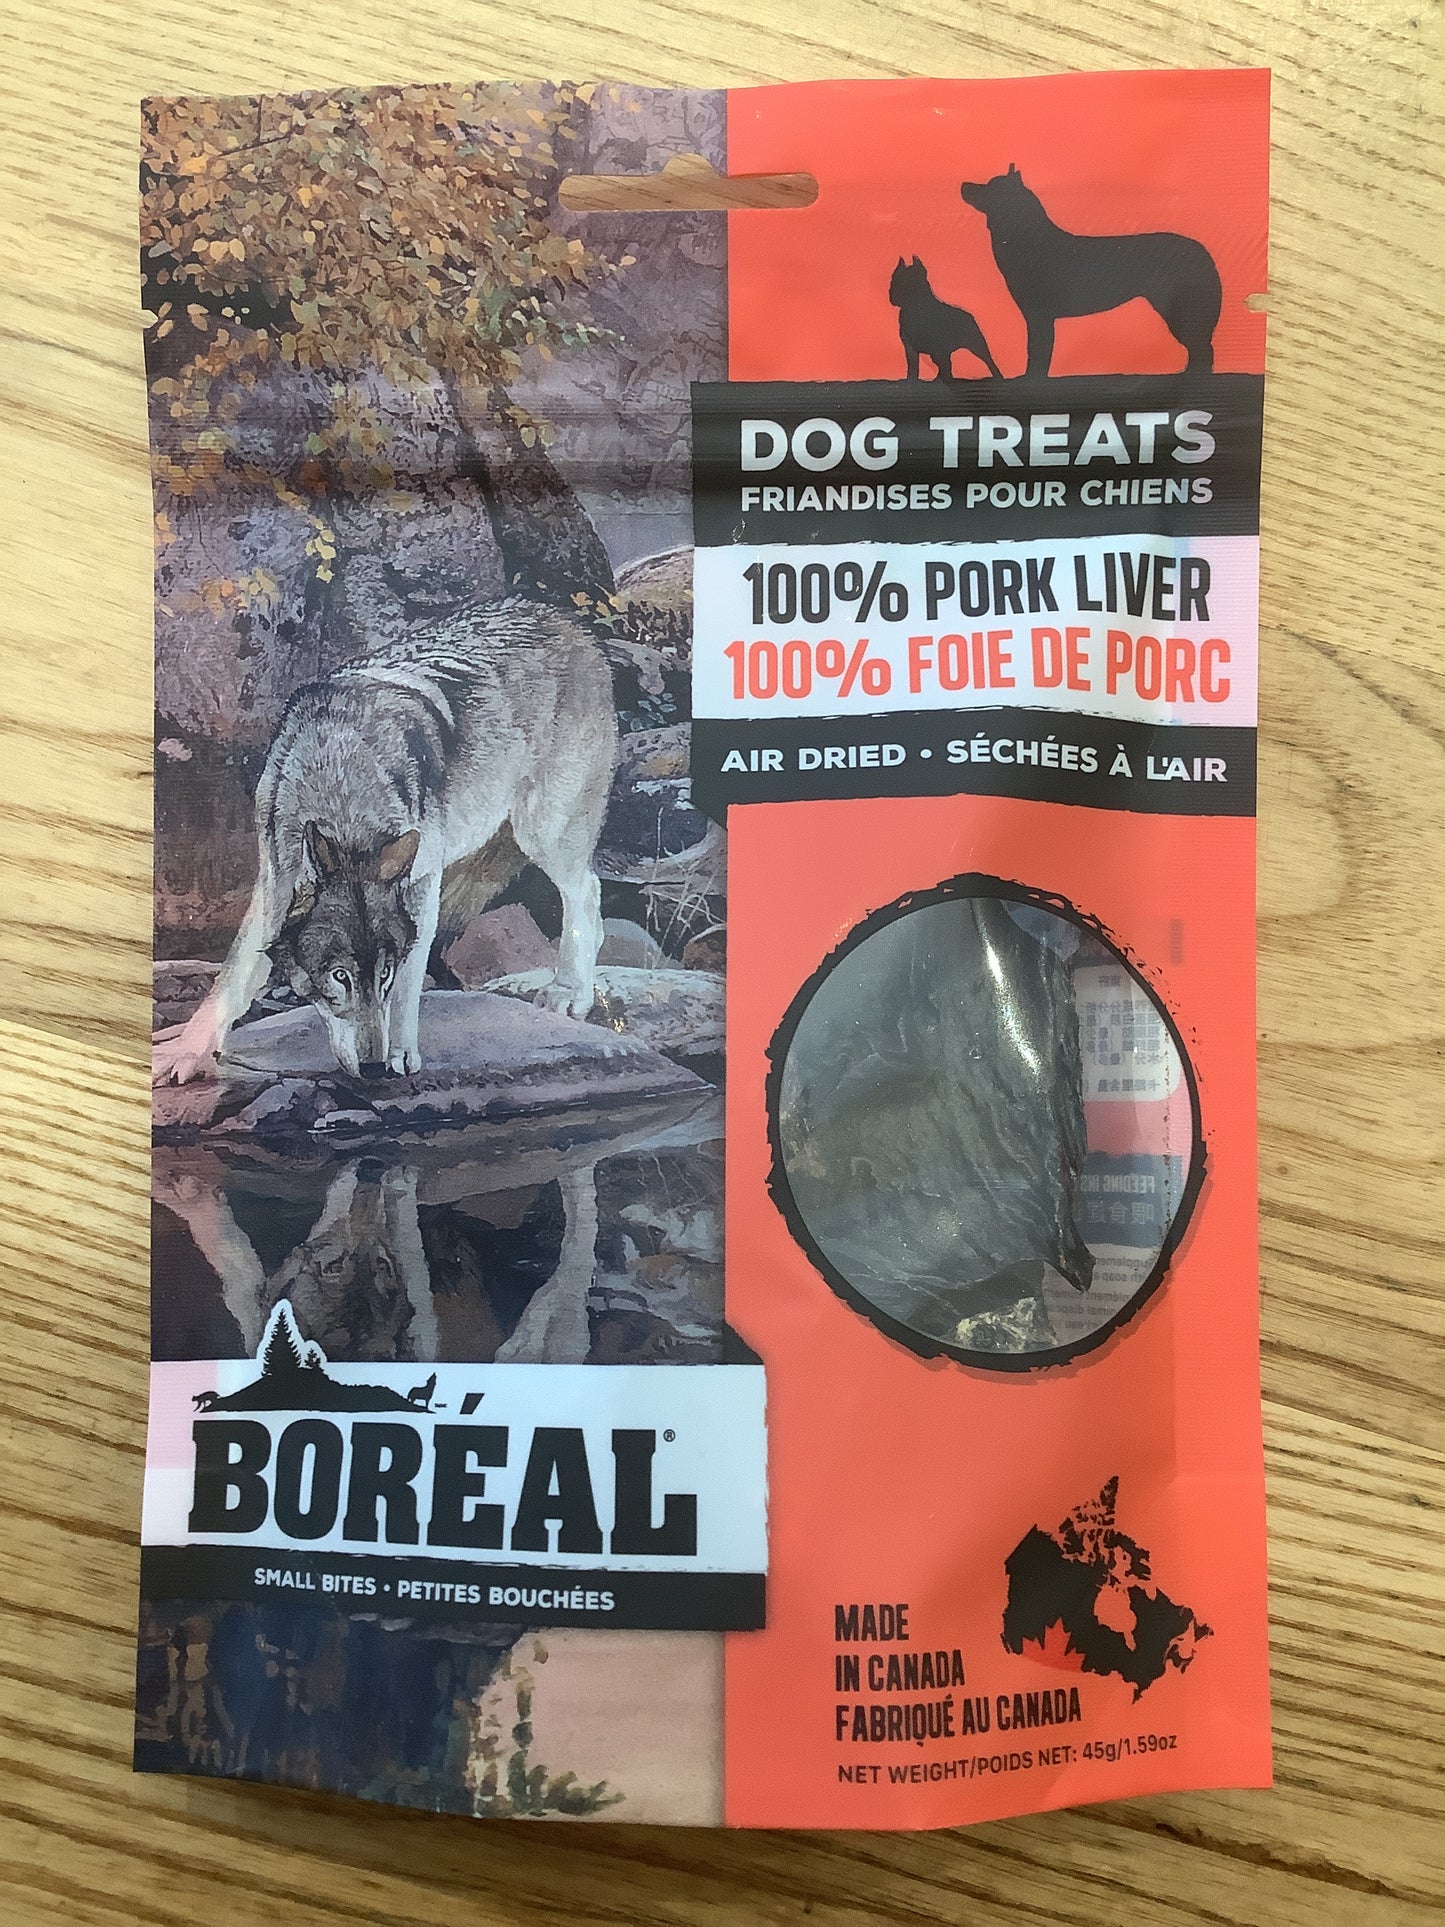 DOG TREATS
FRIANDISES POUR CHIENS
100% PORK LIVER
100% FOIE DE PORC
AIR DRIED • SÉCHÉES À L'AIR
BORÉAL®
SMALL BITES • PETITES BOUCHÉES
MADE
IN CANADA
FABRIQUÉ AU CANADA
NET WEIGHT/POIDS NET: 45g/1.59oz